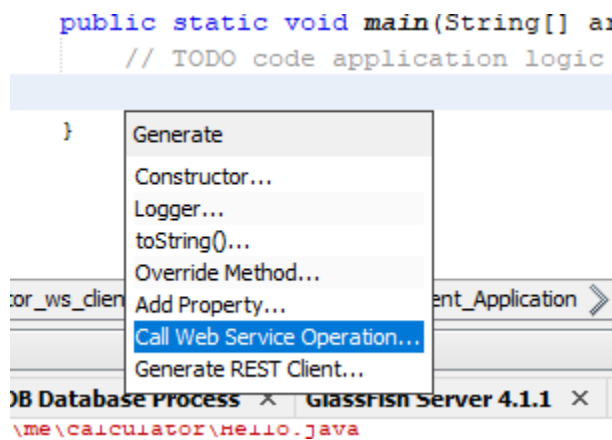 public static void main(String[] ar
// TODO code application logic
}
Generate
Constructor...
Logger...
toString()...
Override Method...
Add Property...
Call Web Service Operation...
Generate REST Client...
tor_ws_clien
ent_Application
DB Database Process × GlassFish Server 4.1.1 ×
\me\calculator\Hello.java